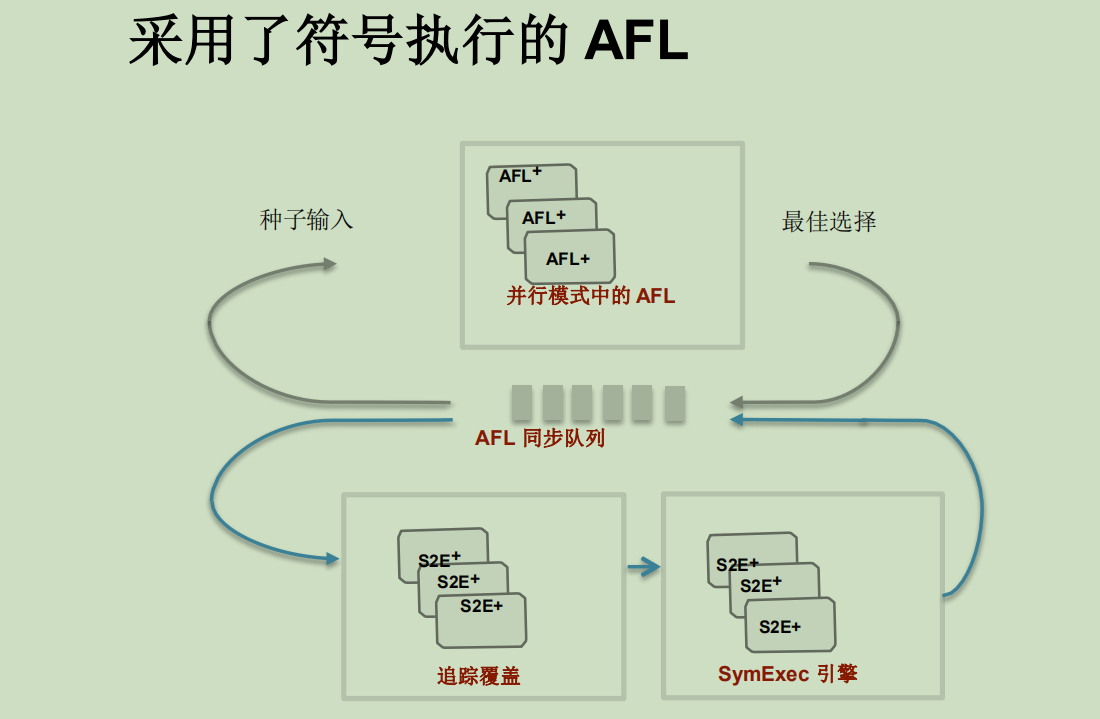 采用了符号执行的 AFL
种子输入
AFL+
AFL+
AFL+
并行模式中的 AFL
最佳选择
AFL 同步队列
S2E+
S2E+
S2E+
追踪覆盖
S2E+
S2E+
S2E+
SymExec 引擎